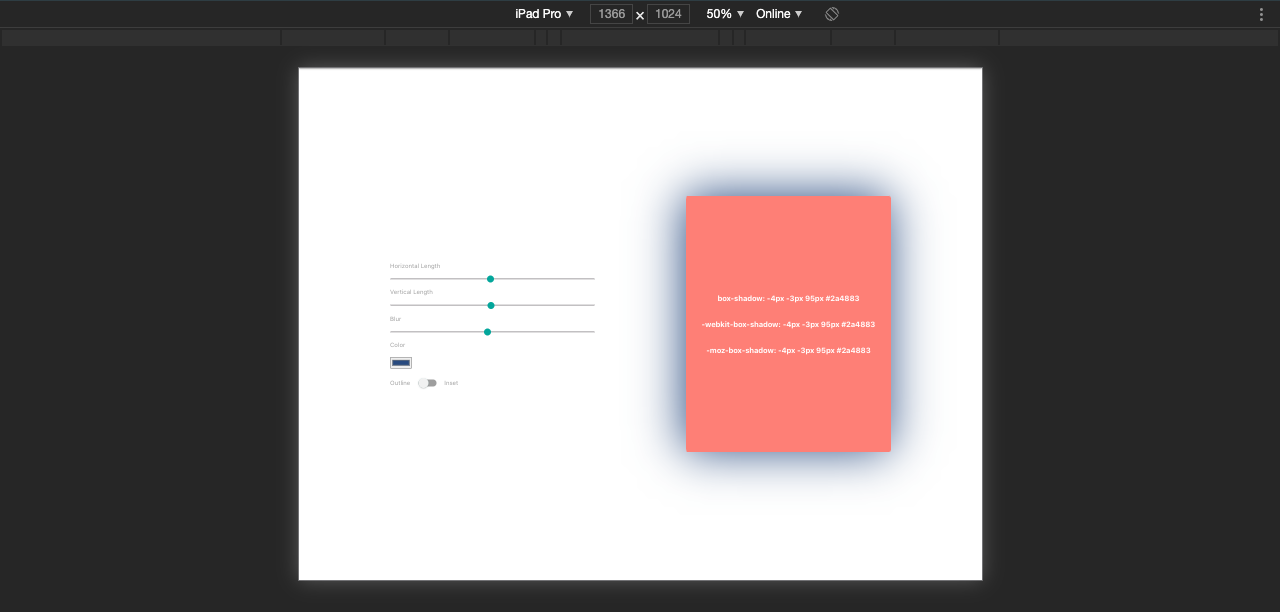 iPad Pro ▼ 1366 × 1024 50% ▼ Online ▼
Horizontal Length
Vertical Length
Blur
Color
Outline Inset
box-shadow: -4px -3px 95px #2a4883
-webkit-box-shadow: -4px -3px 95px #2a4883
-moz-box-shadow: -4px -3px 95px #2a4883